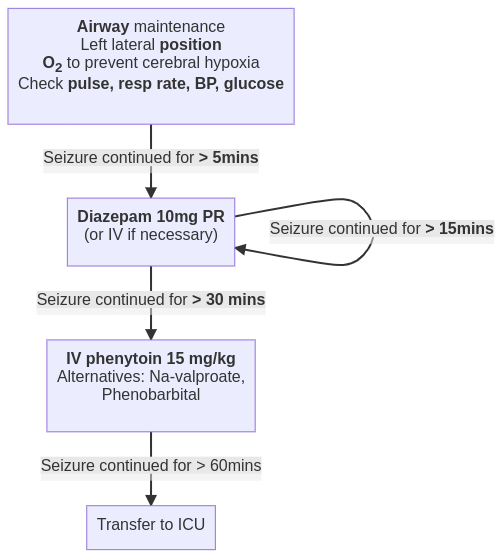 Airway maintenance
Left lateral position
O2 to prevent cerebral hypoxia
Check pulse, resp rate, BP, glucose
Seizure continued for > 5mins
Diazepam 10mg PR
(or IV if necessary)
Seizure continued for > 15mins
Seizure continued for > 30 mins
IV phenytoin 15 mg/kg
Alternatives: Na-valproate,
Phenobarbital
Seizure continued for > 60mins
Transfer to ICU